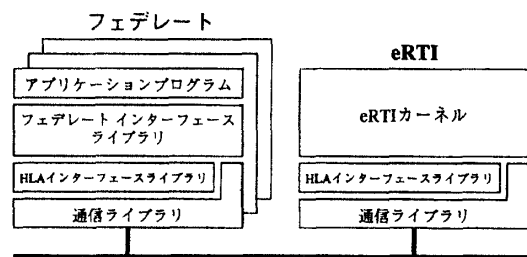 フェデレート
アプリケーションプログラム
フェデレート インターフェース
ライブラリ
HLAインターフェースライブラリ
通信ライブラリ
eRTI
eRTIカーネル
HLAインターフェースライブラリ
通信ライブラリ